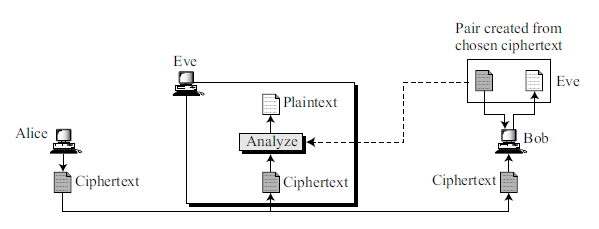 Pair created from
chosen ciphertext
Eve
Eve
Plaintext
Alice
Analyze
Bob
Ciphertext
Ciphertext
Ciphertext